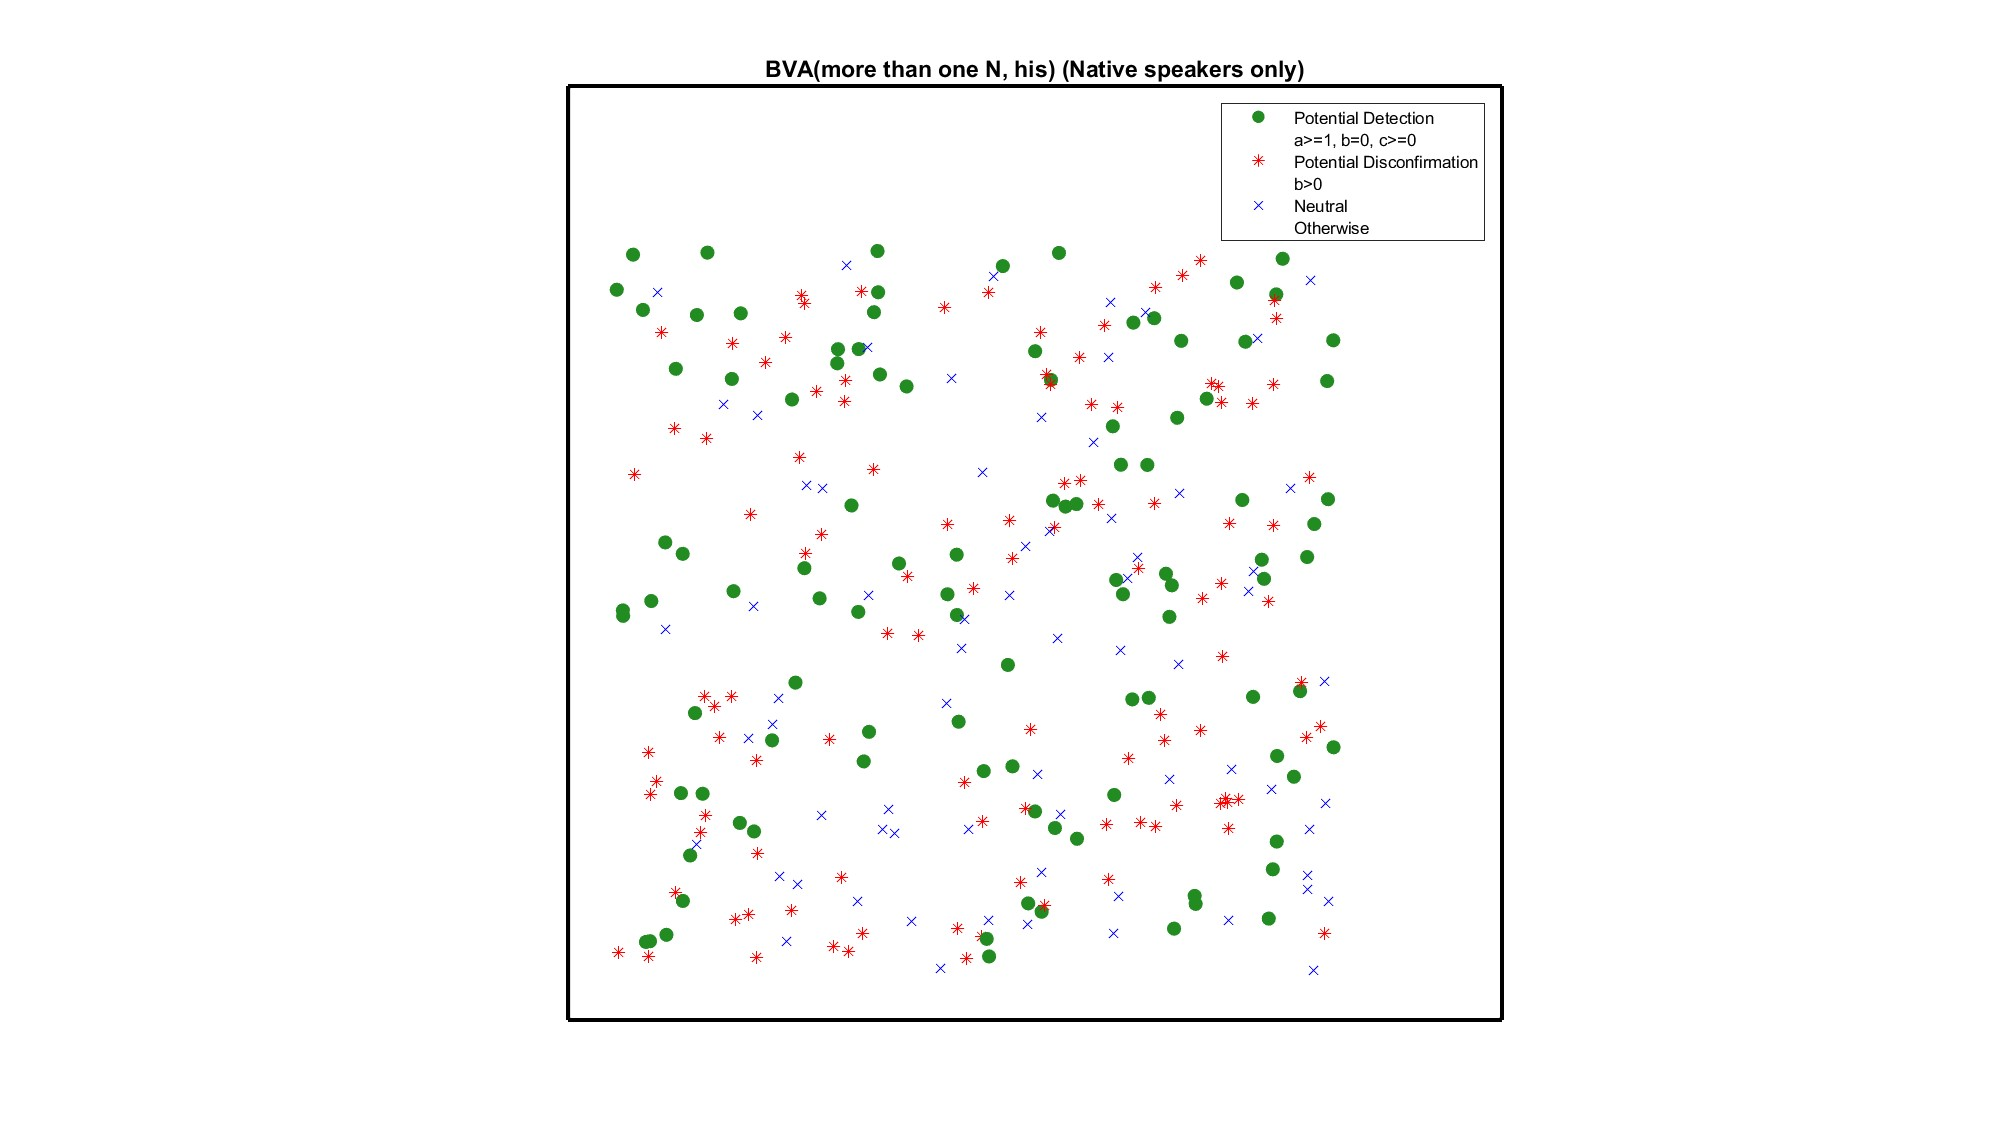 BVA(more than one N, his) (Native speakers only)
Potential Detection
a>=1, b=0, c>=0
Potential Disconfirmation
b>0
Neutral
Otherwise